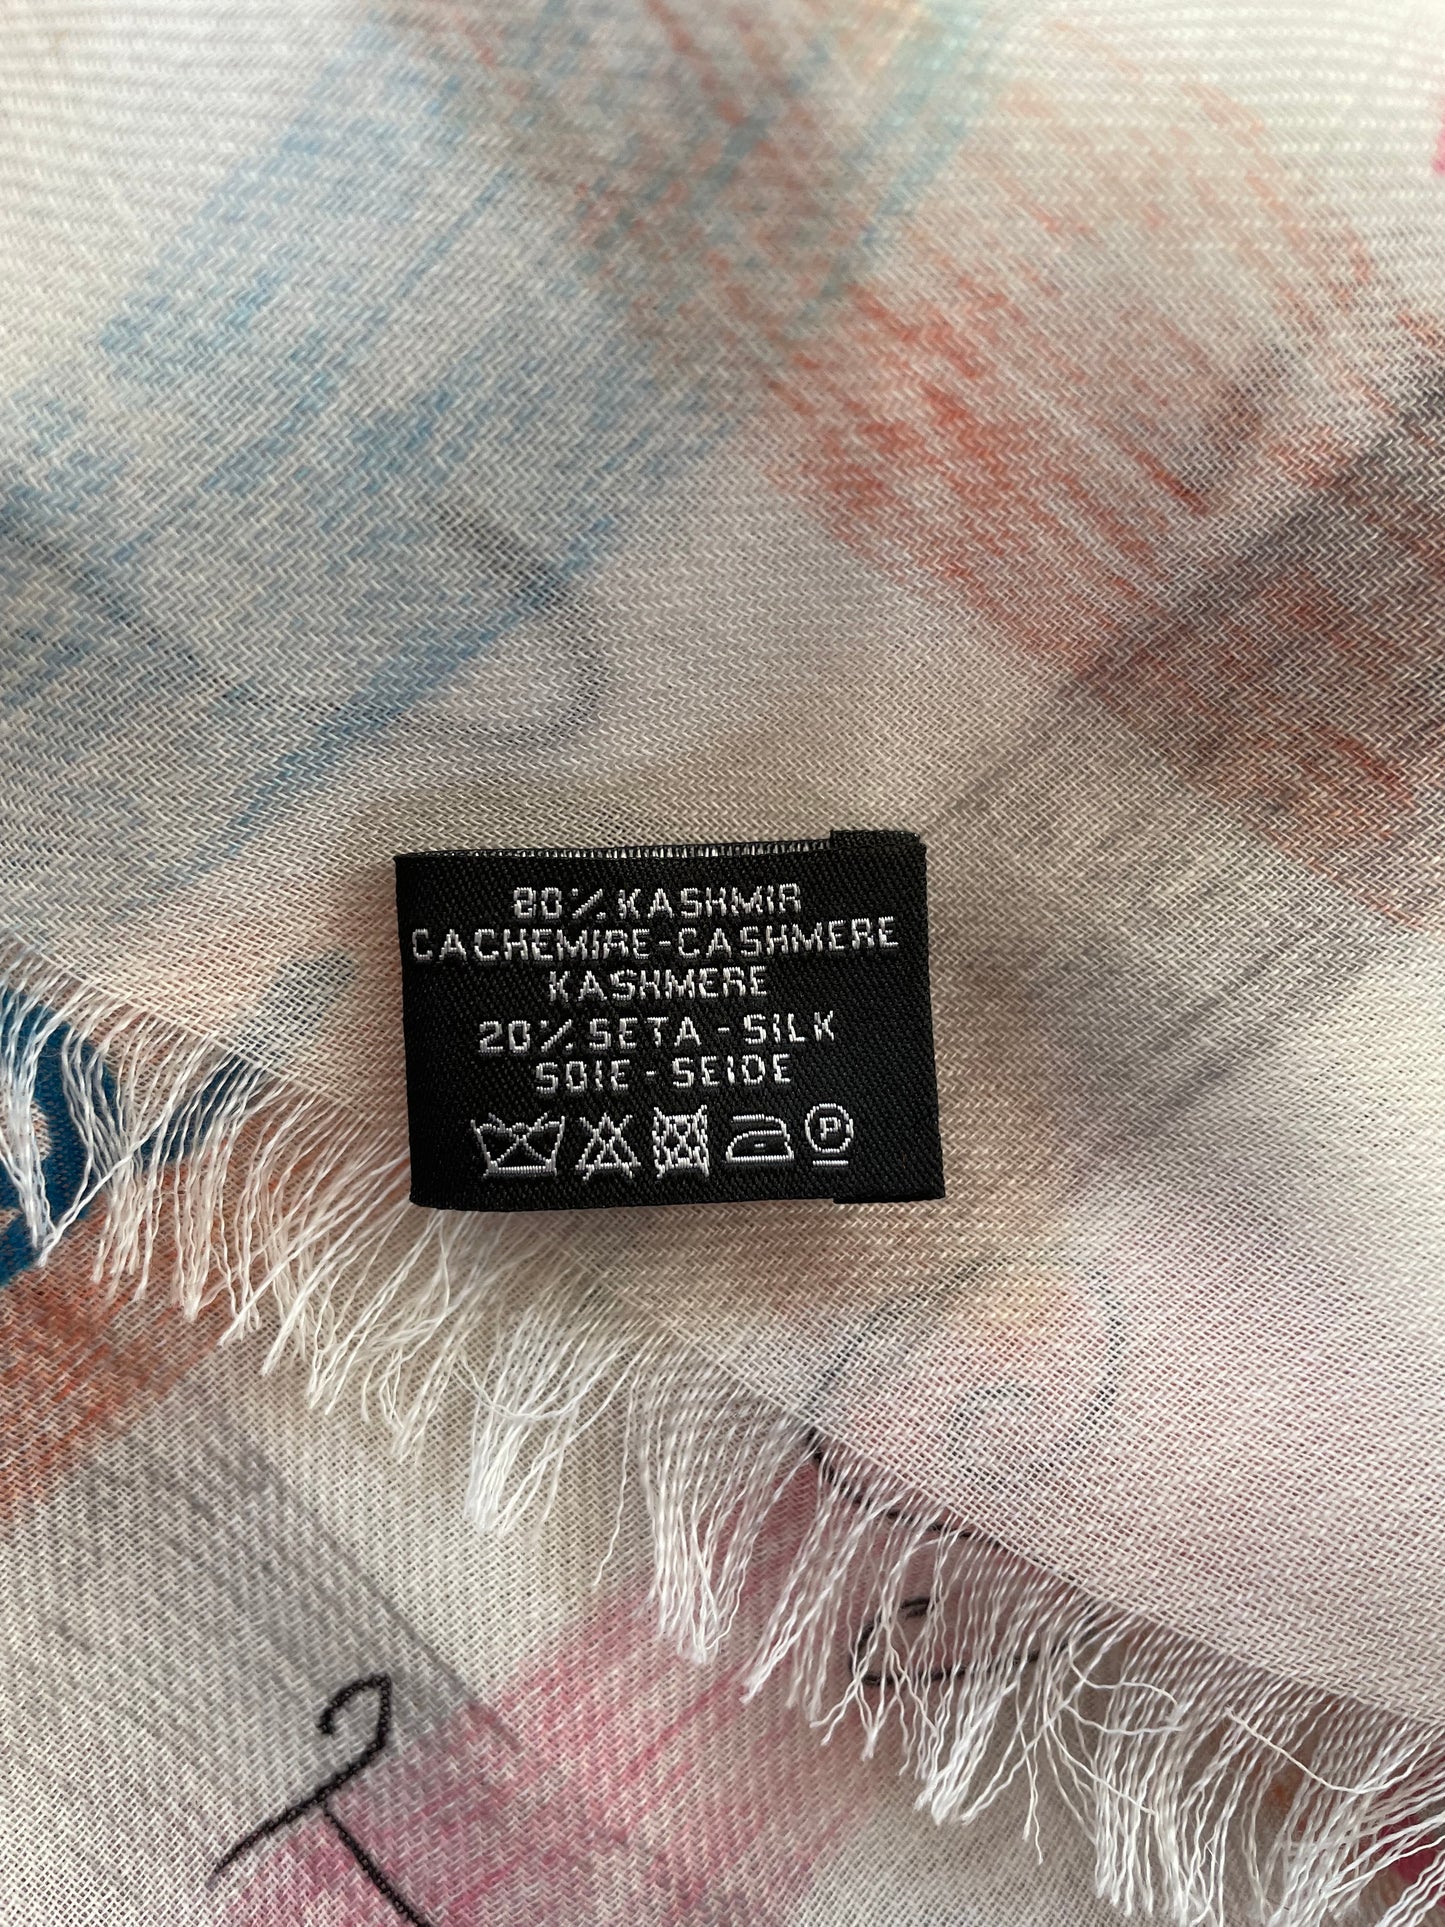 80% KASHMIR
CACHEMIRE-CASHMERE
KASHMERE
20% SETA - SILK
SOIE - SEIDE
P